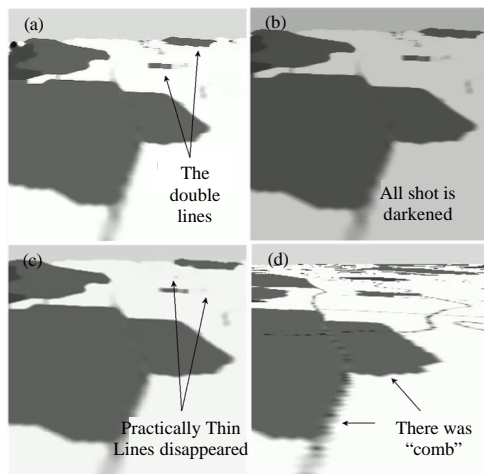 (a)
The
double
lines
(b)
All shot is
darkened
(c)
Practically Thin
Lines disappeared
(d)
There was
“comb”